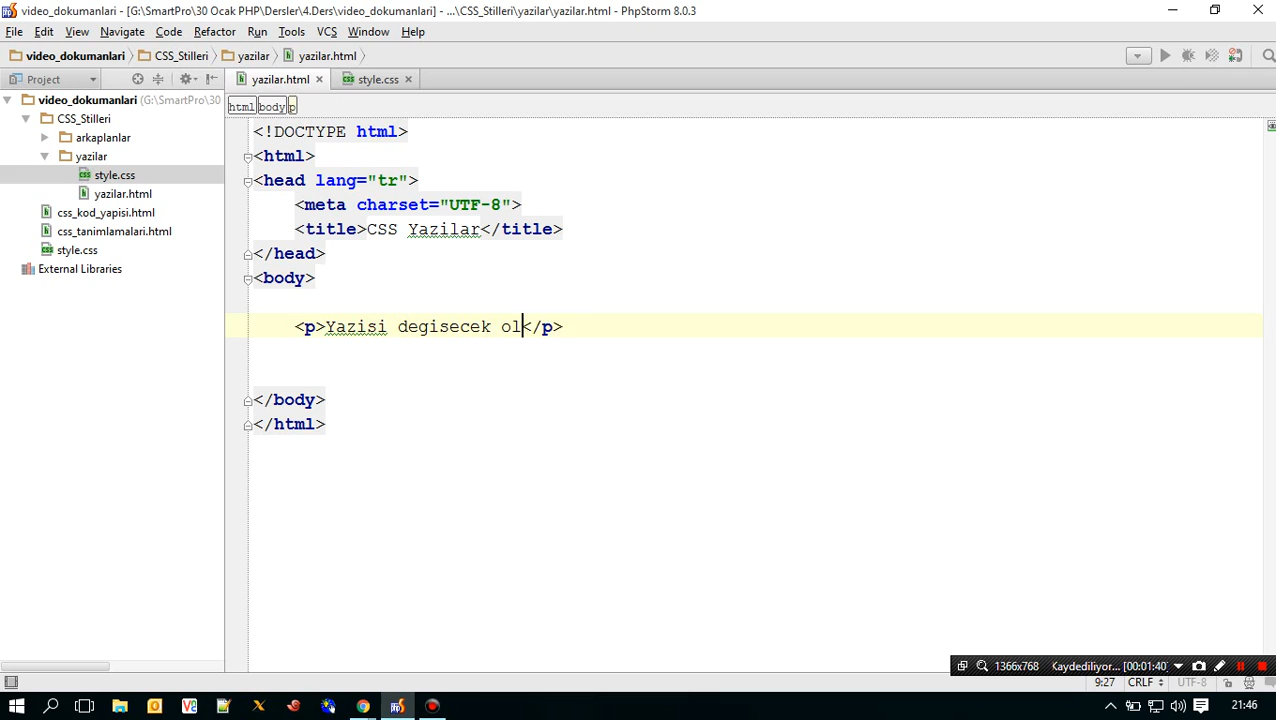 video_dokumanlari - [G:\SmartPro\30 Ocak PHP\Dersler\4.Ders\video_dokumanlari] - ...\CSS_Stilleri\yazilar\yazilar.html - PhpStorm 8.0.3
File Edit View Navigate Code Refactor Run Tools VCS Window Help
video_dokumanlari CSS_Stilleri yazilar yazilar.html
Project yazilar.html style.css
video_dokumanlari (G:\SmartPro\30
CSS_Stilleri
arkaplanlar
yazilar
style.css
yazilar.html
css_kod_yapisi.html
css_tanimlamalari.html
style.css
External Libraries
html body p
<!DOCTYPE html>
<html>
<head lang="tr">
<meta charset="UTF-8">
<title>CSS Yazilar</title>
</head>
<body>
<p>Yazisi degisecek ol</p>
</body>
</html>
1366x768 Kaydediliyor... [00:01:40]
9:27 CRLF UTF-8
21:46